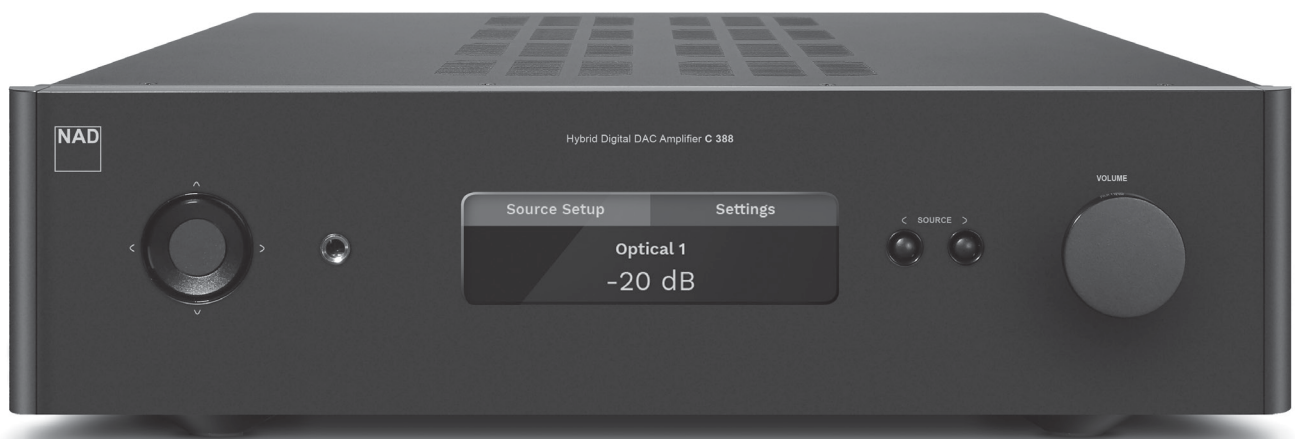 NAD
Hybrid Digital DAC Amplifier C 388
VOLUME
Source Setup Settings
< SOURCE >
Optical 1
-20 dB